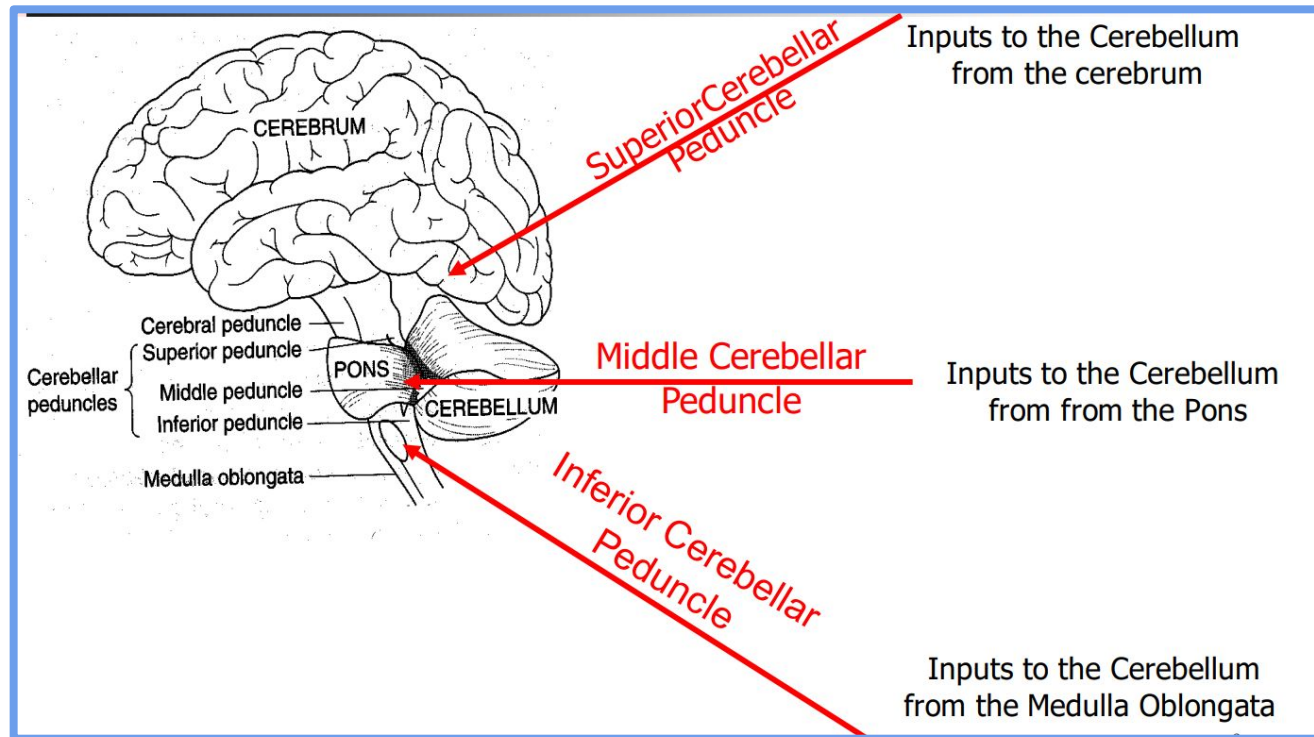 Inputs to the Cerebellum
from the cerebrum
SuperiorCerebellar
Peduncle
CEREBRUM
Cerebral peduncle
Superior peduncle
Cerebellar
peduncles
Middle peduncle
Inferior peduncle
Medulla oblongata
PONS
CEREBELLUM
Middle Cerebellar
Peduncle
Inputs to the Cerebellum
from from the Pons
Inferior Cerebellar
Peduncle
Inputs to the Cerebellum
from the Medulla Oblongata